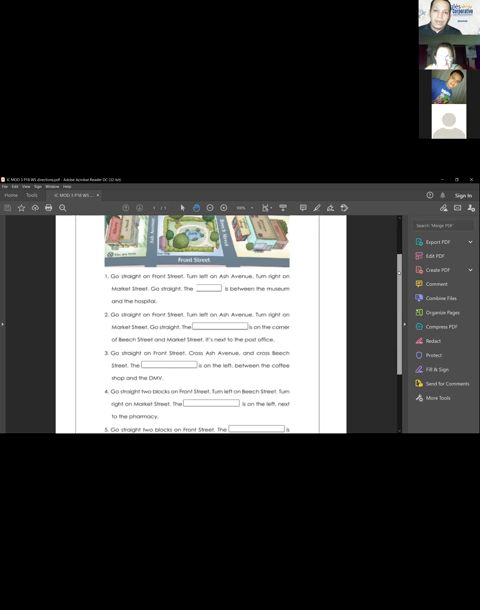 Corporativo
IC MOD 3 P18 WS directions.pdf - Adobe Acrobat Reader DC (32-bit)
File Edit View Sign Window Help
Home Tools IC MOD 3 P18 WS ... ×
Sign In
1 / 1
Search "Merge PDF"
Export PDF
Edit PDF
Create PDF
Comment
Combine Files
Organize Pages
Compress PDF
Redact
Protect
Fill & Sign
Send for Comments
More Tools
Ash Avenue
Beech Street
Front Street
1. Go straight on Front Street. Turn left on Ash Avenue. Turn right on
Market Street. Go straight. The is between the museum
and the hospital.
2. Go straight on Front Street. Turn left on Ash Avenue. Turn right on
Market Street. Go straight. The is on the corner
of Beech Street and Market Street. It's next to the post office.
3. Go straight on Front Street. Cross Ash Avenue, and cross Beech
Street. The is on the left, between the coffee
shop and the DMV.
4. Go straight two blocks on Front Street. Turn left on Beech Street. Turn
right on Market Street. The is on the left, next
to the pharmacy.
5. Go straight two blocks on Front Street. The is